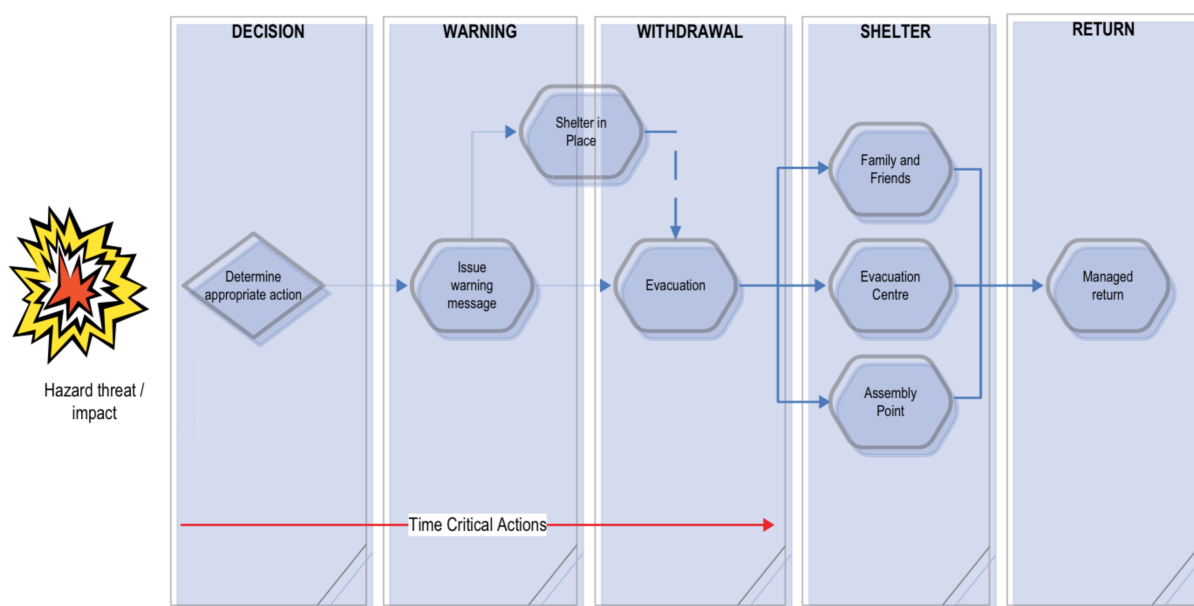 DECISION
WARNING
WITHDRAWAL
SHELTER
RETURN
Shelter in
Place
Family and
Friends
Determine
appropriate action
Issue
warning
message
Evacuation
Evacuation
Centre
Managed
return
Hazard threat /
impact
Assembly
Point
Time Critical Actions